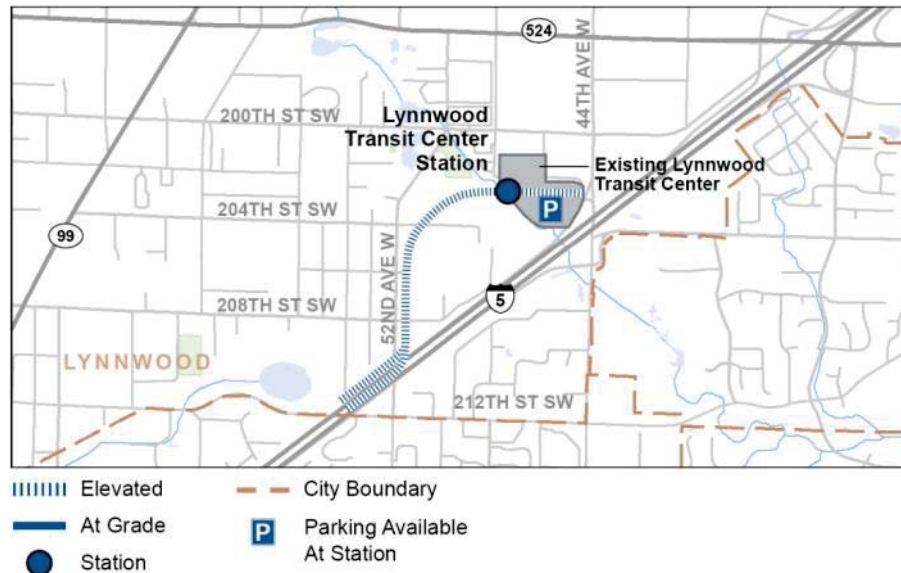 524
44TH AVE W
200TH ST SW
Lynnwood
Transit Center
Station
Existing Lynnwood
Transit Center
P
204TH ST SW
99
52ND AVE W
5
208TH ST SW
LYNNWOOD
212TH ST SW
Elevated
City Boundary
At Grade
P
Parking Available
At Station
Station